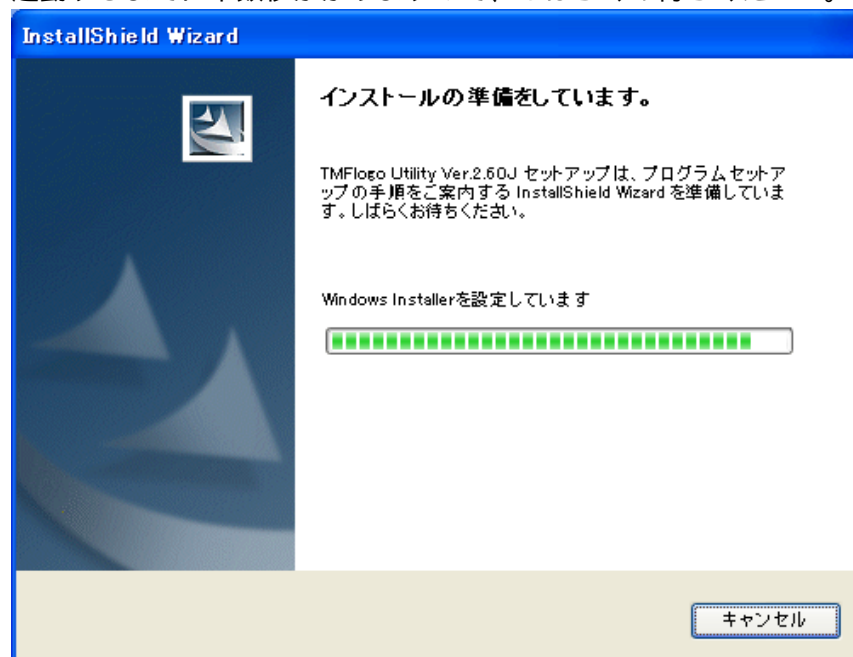 InstallShield Wizard
インストールの準備をしています。
TMFlogo Utility Ver.2.60J セットアップは、プログラムセットア
ップの手順をご案内する InstallShield Wizard を準備していま
す。しばらくお待ちください。
Windows Installerを設定しています
キャンセル